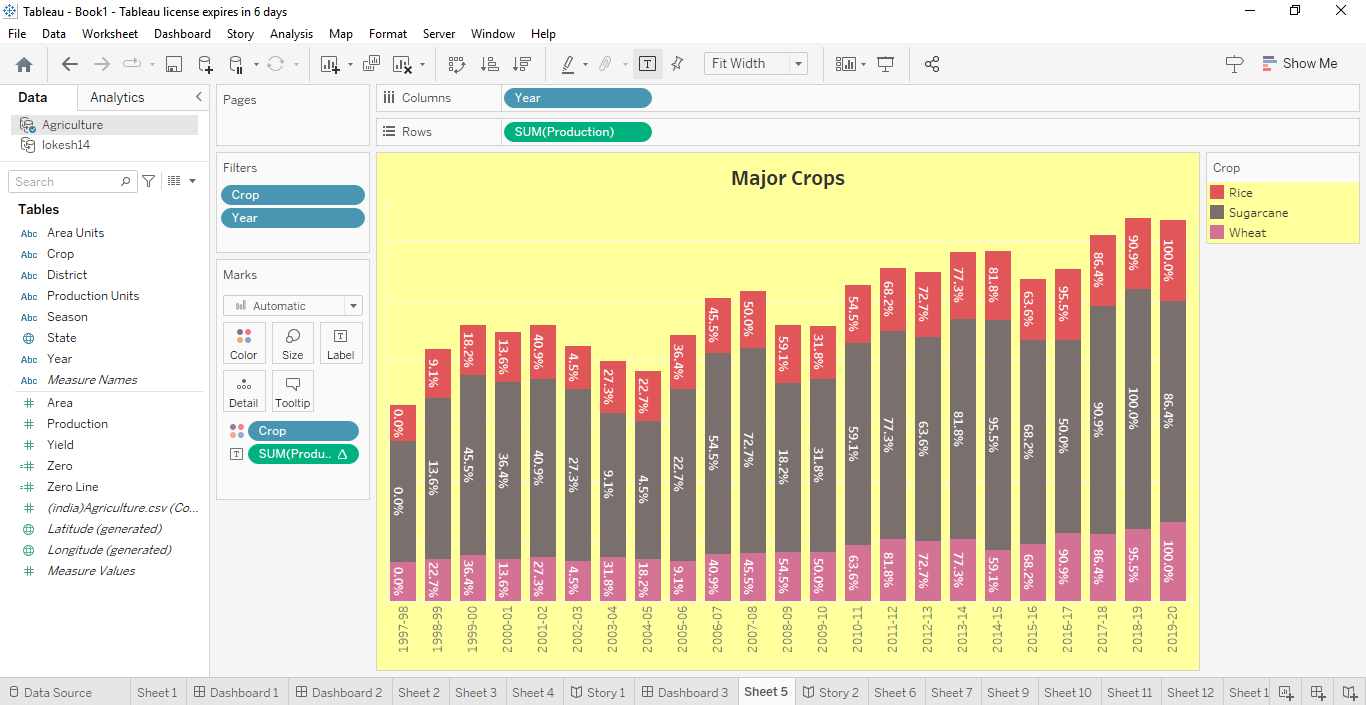 Tableau - Book1 - Tableau license expires in 6 days
File Data Worksheet Dashboard Story Analysis Map Format Server Window Help
Fit Width
Show Me
Data Analytics
Agriculture
lokesh14
Search
Tables
Abc Area Units
Abc Crop
Abc District
Abc Production Units
Abc Season
State
Abc Year
Abc Measure Names
# Area
# Production
# Yield
=# Zero
=# Zero Line
# (india)Agriculture.csv (Co...
Latitude (generated)
Longitude (generated)
# Measure Values
Pages
Filters
Crop
Year
Marks
Automatic
Color Size Label
Detail Tooltip
Crop
SUM(Produ.. Δ
Columns Year
Rows SUM(Production)
Major Crops
0.0% 9.1% 18.2% 13.6% 40.9% 4.5% 27.3% 22.7% 36.4% 45.5% 50.0% 59.1% 31.8% 54.5% 68.2% 72.7% 77.3% 81.8% 63.6% 95.5% 86.4% 90.9% 100.0%
0.0% 13.6% 45.5% 36.4% 40.9% 27.3% 9.1% 4.5% 22.7% 54.5% 72.7% 18.2% 31.8% 59.1% 77.3% 63.6% 81.8% 95.5% 68.2% 50.0% 90.9% 100.0% 86.4%
0.0% 22.7% 36.4% 13.6% 27.3% 4.5% 31.8% 18.2% 9.1% 40.9% 45.5% 54.5% 50.0% 63.6% 81.8% 72.7% 77.3% 59.1% 68.2% 90.9% 86.4% 95.5% 100.0%
1997-98 1998-99 1999-00 2000-01 2001-02 2002-03 2003-04 2004-05 2005-06 2006-07 2007-08 2008-09 2009-10 2010-11 2011-12 2012-13 2013-14 2014-15 2015-16 2016-17 2017-18 2018-19 2019-20
Crop
Rice
Sugarcane
Wheat
Data Source Sheet 1 Dashboard 1 Dashboard 2 Sheet 2 Sheet 3 Sheet 4 Story 1 Dashboard 3 Sheet 5 Story 2 Sheet 6 Sheet 7 Sheet 9 Sheet 10 Sheet 11 Sheet 12 Sheet 1